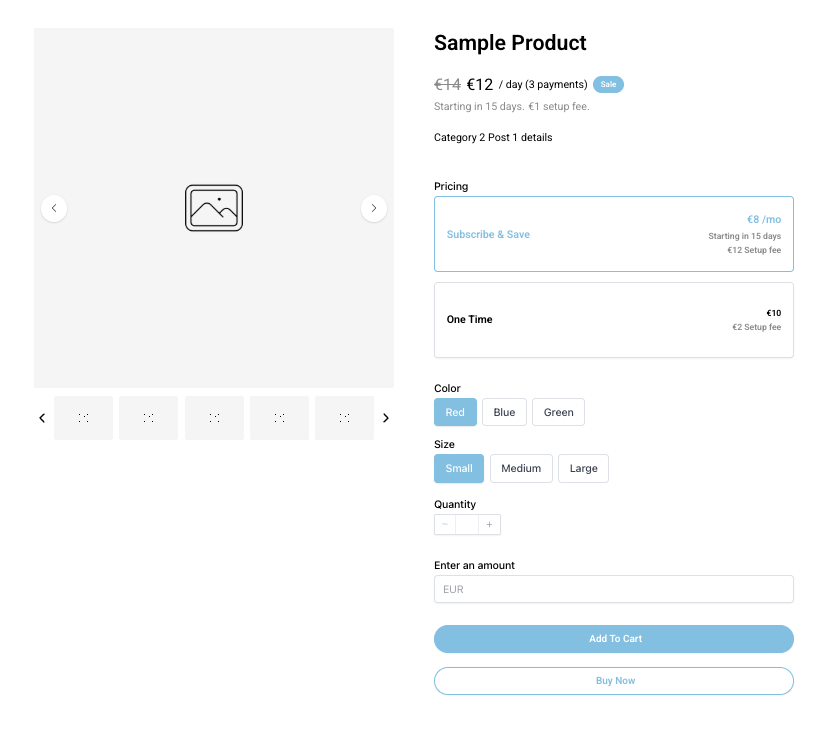 Sample Product
€14 €12 / day (3 payments) Sale
Starting in 15 days. €1 setup fee.
Category 2 Post 1 details
Pricing
Subscribe & Save
€8 /mo
Starting in 15 days
€12 Setup fee
One Time
€10
€2 Setup fee
Color
Red Blue Green
Size
Small Medium Large
Quantity
− +
Enter an amount
EUR
Add To Cart
Buy Now